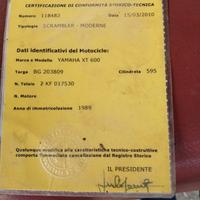 CERTIFICAZIONE DI CONFORMITÀ STORICO-TECNICA
Numero 118482 Data 15/03/2010
Tipologia SCRAMBLER - MODERNE
Dati identificativi del Motociclo:
Marca e Modello YAMAHA XT 600
Targa BG 203809 Cilindrata 595
N. Telaio 2 KF 017530
N. Motore
Anno di immatricolazione 1989
Qualunque modifica alle caratteristiche tecnico-costruttive
comporta l'immediata cancellazione dal Registro Storico
IL PRESIDENTE